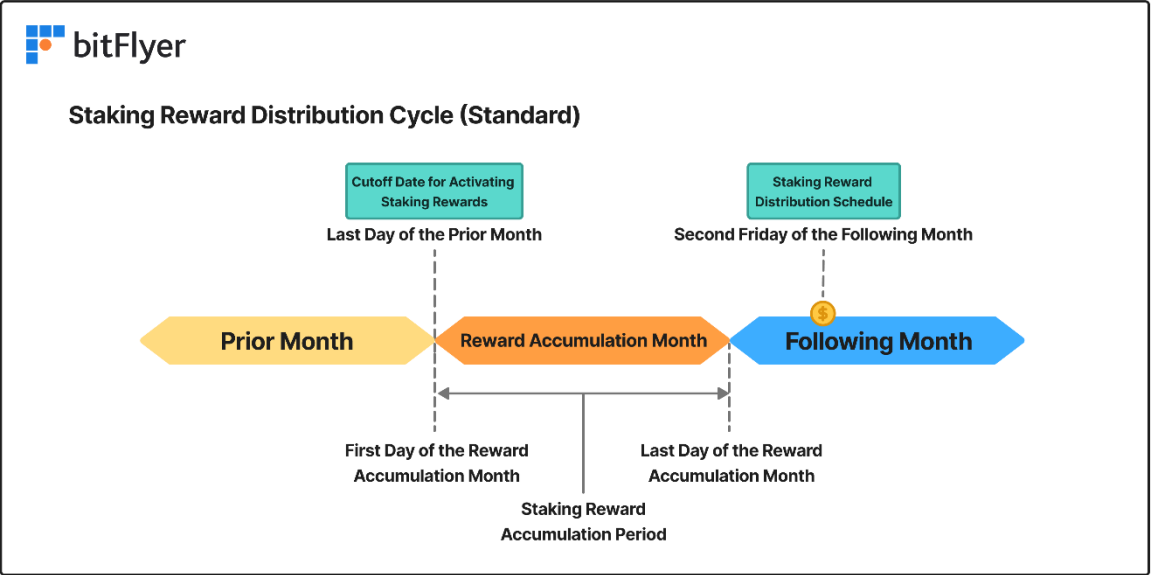 bitFlyer
Staking Reward Distribution Cycle (Standard)
Cutoff Date for Activating
Staking Rewards
Last Day of the Prior Month
Staking Reward
Distribution Schedule
Second Friday of the Following Month
$
Prior Month
Reward Accumulation Month
Following Month
First Day of the Reward
Accumulation Month
Last Day of the Reward
Accumulation Month
Staking Reward
Accumulation Period